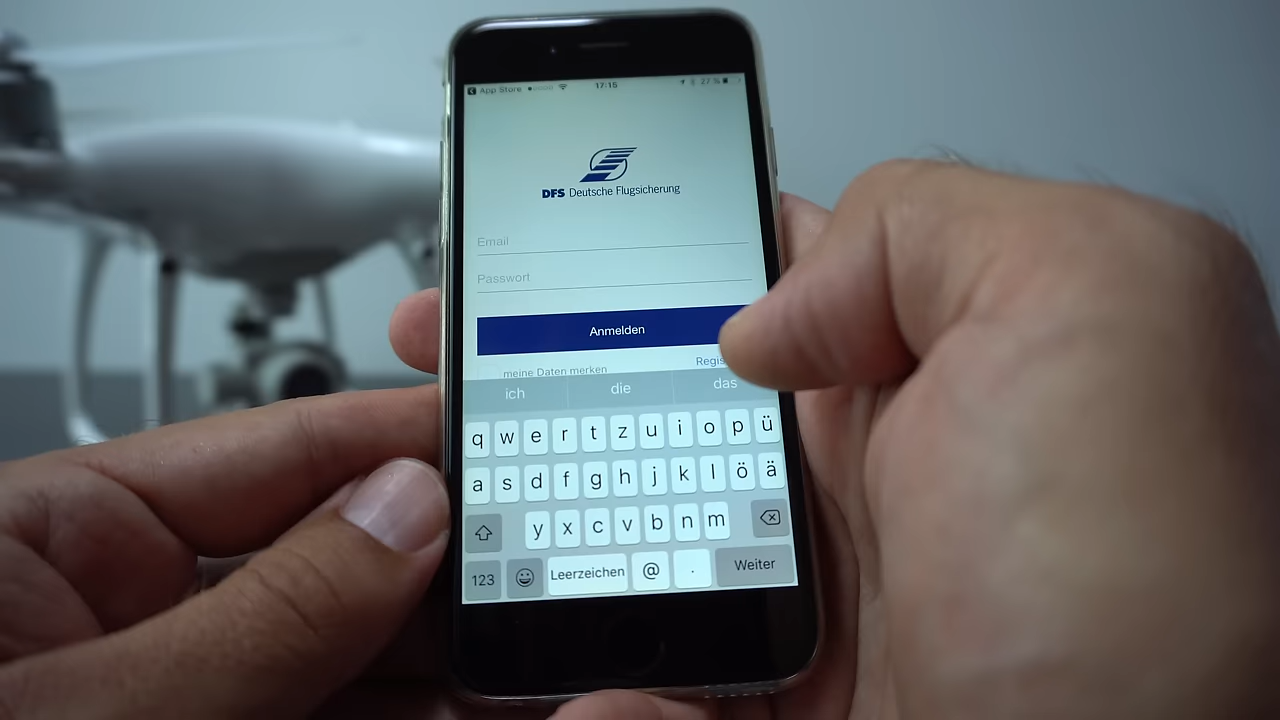 App Store 17:15 27 %
DFS Deutsche Flugsicherung
Email
Passwort
Anmelden
meine Daten merken
ich die das
q w e r t z u i o p ü
a s d f g h j k l ö ä
y x c v b n m
123 Leerzeichen @ . Weiter